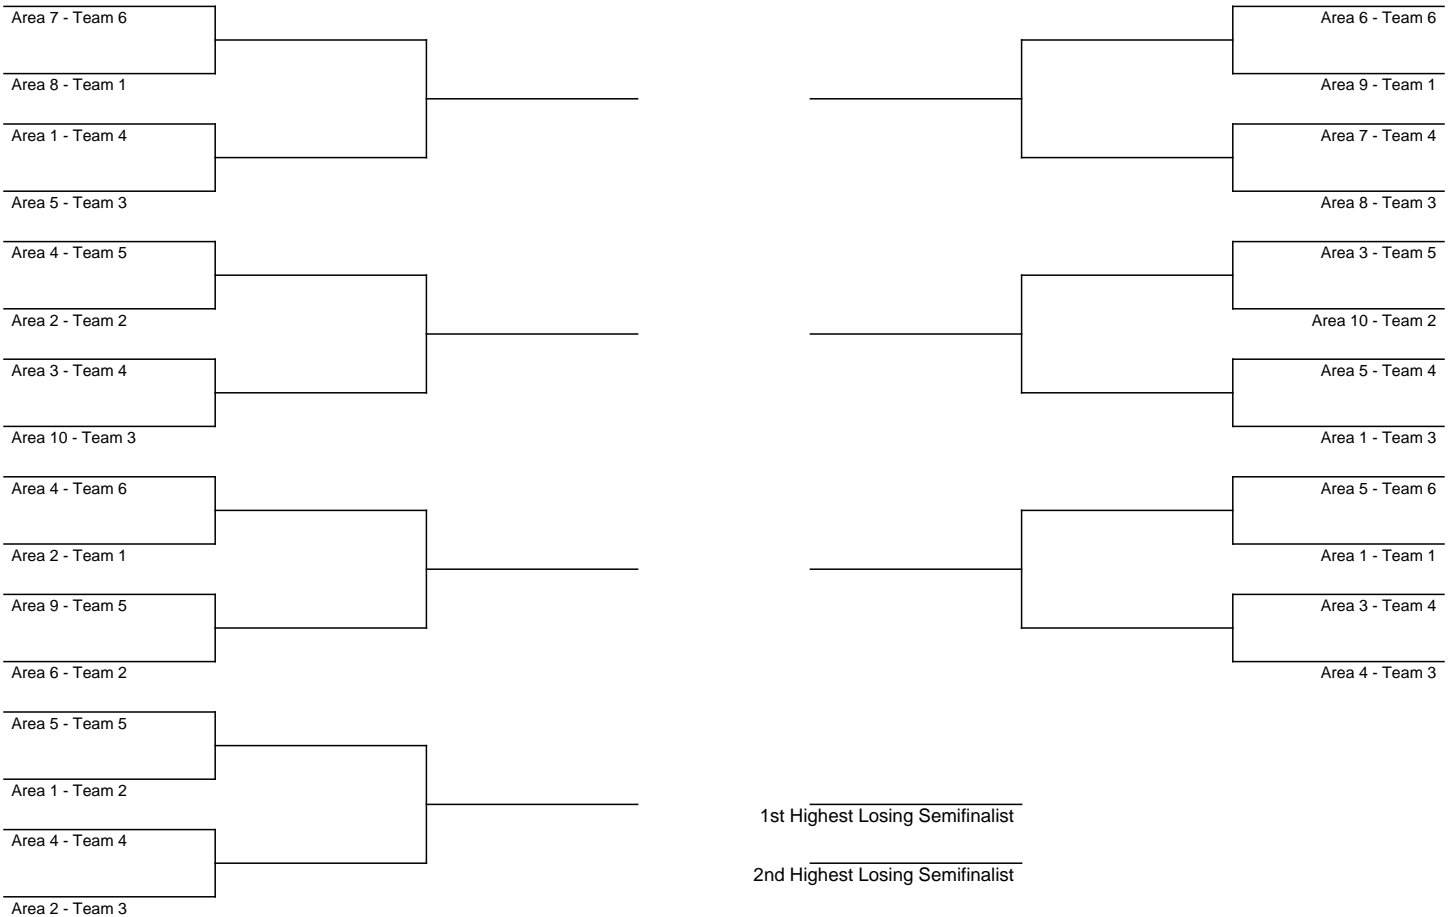 Area 7 - Team 6
Area 8 - Team 1
Area 1 - Team 4
Area 5 - Team 3
Area 4 - Team 5
Area 2 - Team 2
Area 3 - Team 4
Area 10 - Team 3
Area 4 - Team 6
Area 2 - Team 1
Area 9 - Team 5
Area 6 - Team 2
Area 5 - Team 5
Area 1 - Team 2
Area 4 - Team 4
Area 2 - Team 3
Area 6 - Team 6
Area 9 - Team 1
Area 7 - Team 4
Area 8 - Team 3
Area 3 - Team 5
Area 10 - Team 2
Area 5 - Team 4
Area 1 - Team 3
Area 5 - Team 6
Area 1 - Team 1
Area 3 - Team 4
Area 4 - Team 3
1st Highest Losing Semifinalist
2nd Highest Losing Semifinalist